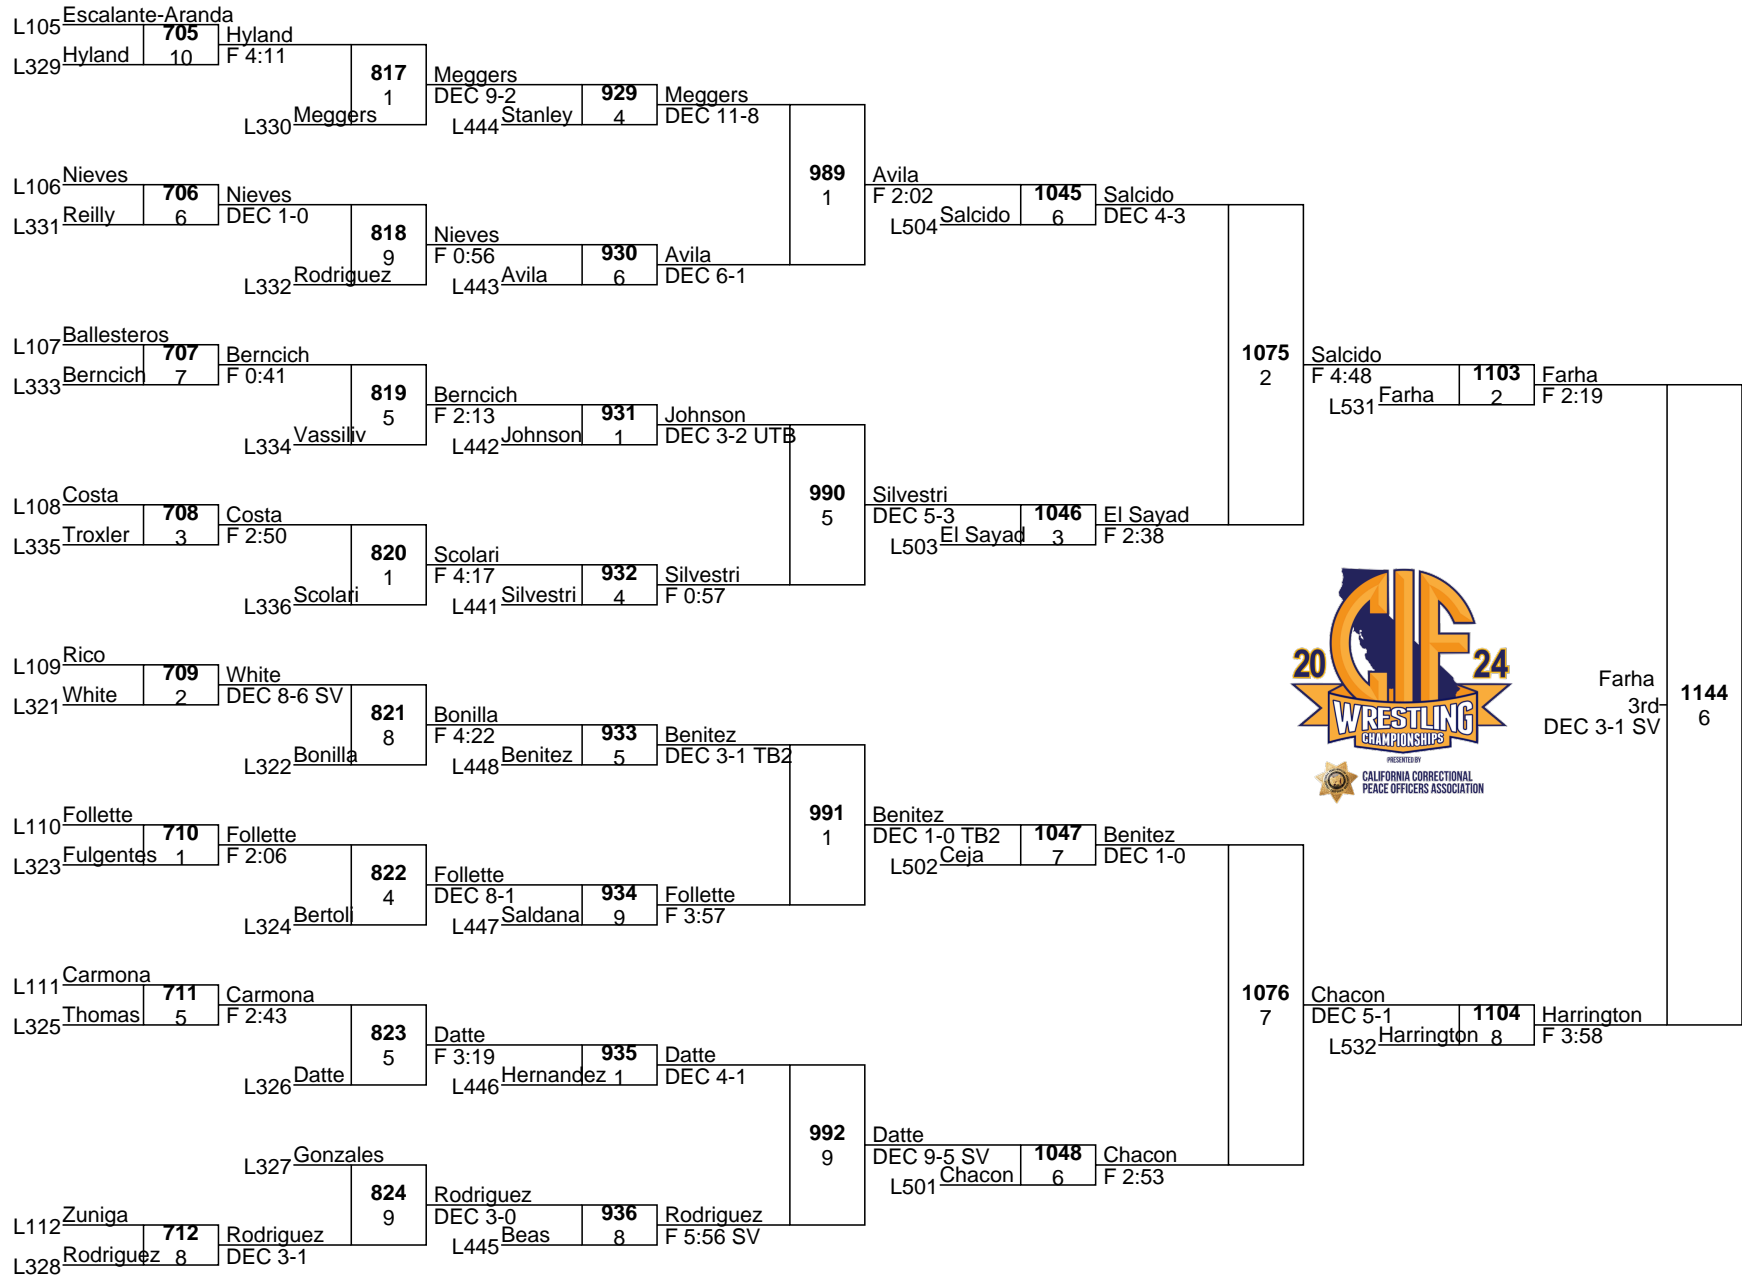 L105 Escalante-Aranda
705
10
L329 Hyland
Hyland
F 4:11
817
1
L330 Meggers
Meggers
DEC 9-2
929
4
L444 Stanley
Meggers
DEC 11-8
L106 Nieves
706
6
L331 Reilly
Nieves
DEC 1-0
818
9
L332 Rodriguez
Nieves
F 0:56
930
6
L443 Avila
Avila
DEC 6-1
989
1
Avila
F 2:02
1045
6
L504 Salcido
Salcido
DEC 4-3
L107 Ballesteros
707
7
L333 Berncich
Berncich
F 0:41
819
5
L334 Vassiliv
Berncich
F 2:13
931
1
L442 Johnson
Johnson
DEC 3-2 UTB
L108 Costa
708
3
L335 Troxler
Costa
F 2:50
820
1
L336 Scolari
Scolari
F 4:17
932
4
L441 Silvestri
Silvestri
F 0:57
990
5
Silvestri
DEC 5-3
1046
3
L503 El Sayad
El Sayad
F 2:38
1075
2
Salcido
F 4:48
1103
2
L531 Farha
Farha
F 2:19
L109 Rico
709
2
L321 White
White
DEC 8-6 SV
821
8
L322 Bonilla
Bonilla
F 4:22
933
5
L448 Benitez
Benitez
DEC 3-1 TB2
L110 Follette
710
1
L323 Fulgentes
Follette
F 2:06
822
4
L324 Bertoli
Follette
DEC 8-1
934
9
L447 Saldana
Follette
F 3:57
991
1
Benitez
DEC 1-0 TB2
1047
7
L502 Ceja
Benitez
DEC 1-0
L111 Carmona
711
5
L325 Thomas
Carmona
F 2:43
823
5
L326 Datte
Datte
F 3:19
935
1
L446 Hernandez
Datte
DEC 4-1
L327 Gonzales
824
9
L112 Zuniga
712
8
L328 Rodriguez
Rodriguez
DEC 3-1
Rodriguez
DEC 3-0
936
8
L445 Beas
Rodriguez
F 5:56 SV
992
9
Datte
DEC 9-5 SV
1048
6
L501 Chacon
Chacon
F 2:53
1076
7
Chacon
DEC 5-1
1104
8
L532 Harrington
Harrington
F 3:58
Farha
3rd
DEC 3-1 SV
1144
6
20 CIF 24
WRESTLING
CHAMPIONSHIPS
PRESENTED BY
CALIFORNIA CORRECTIONAL
PEACE OFFICERS ASSOCIATION